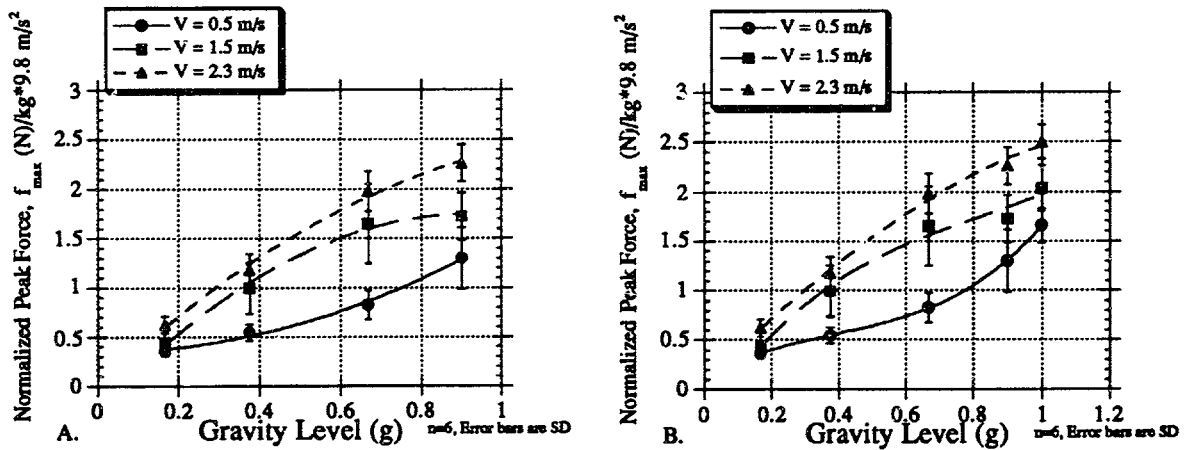 V = 0.5 m/s
V = 1.5 m/s
V = 2.3 m/s
Normalized Peak Force, f_max (N)/kg*9.8 m/s²
3
2.5
2
1.5
1
0.5
0
0 0.2 0.4 0.6 0.8 1
A. Gravity Level (g) n=6, Error bars are SD
V = 0.5 m/s
V = 1.5 m/s
V = 2.3 m/s
Normalized Peak Force, f_max (N)/kg*9.8 m/s²
3
2.5
2
1.5
1
0.5
0
0 0.2 0.4 0.6 0.8 1 1.2
B. Gravity Level (g) n=6, Error bars are SD